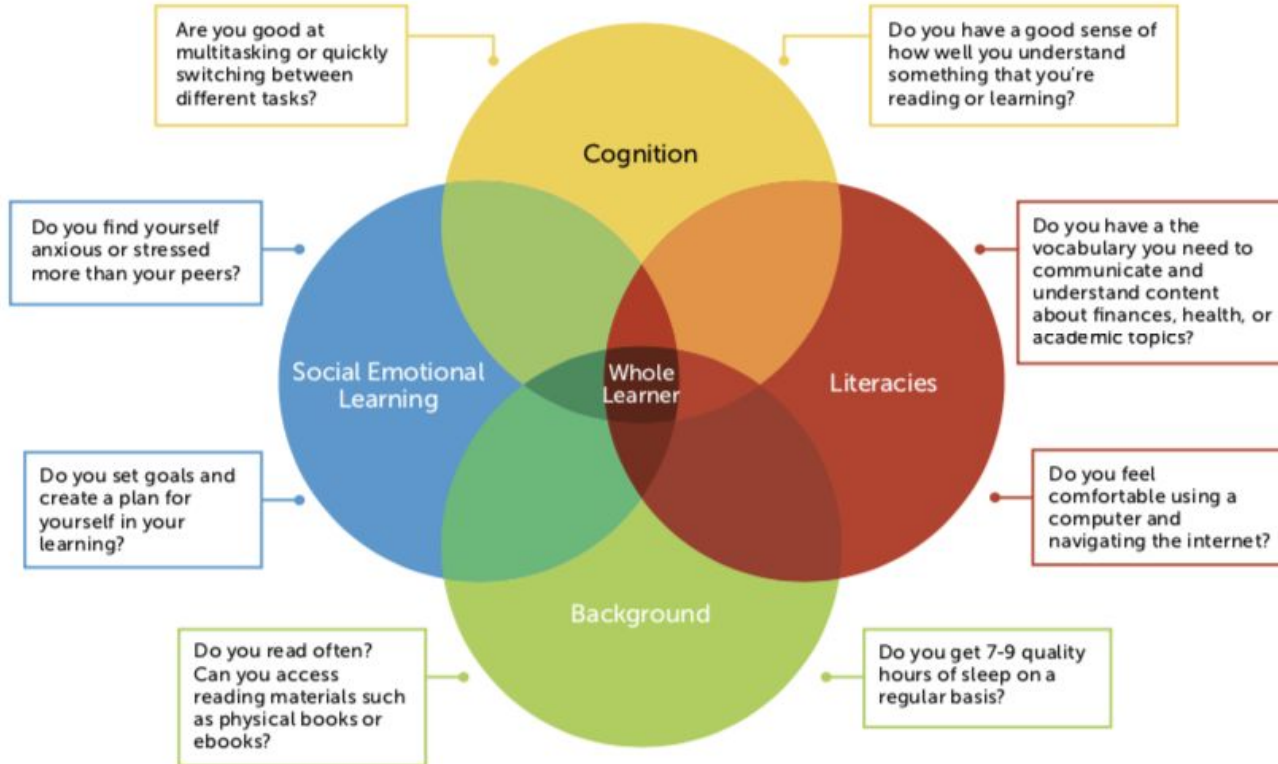 Are you good at
multitasking or quickly
switching between
different tasks?
Do you have a good sense of
how well you understand
something that you're
reading or learning?
Cognition
Do you find yourself
anxious or stressed
more than your peers?
Do you have a the
vocabulary you need to
communicate and
understand content
about finances, health, or
academic topics?
Social Emotional
Learning
Whole
Learner
Literacies
Do you set goals and
create a plan for
yourself in your
learning?
Do you feel
comfortable using a
computer and
navigating the internet?
Background
Do you read often?
Can you access
reading materials such
as physical books or
ebooks?
Do you get 7-9 quality
hours of sleep on a
regular basis?